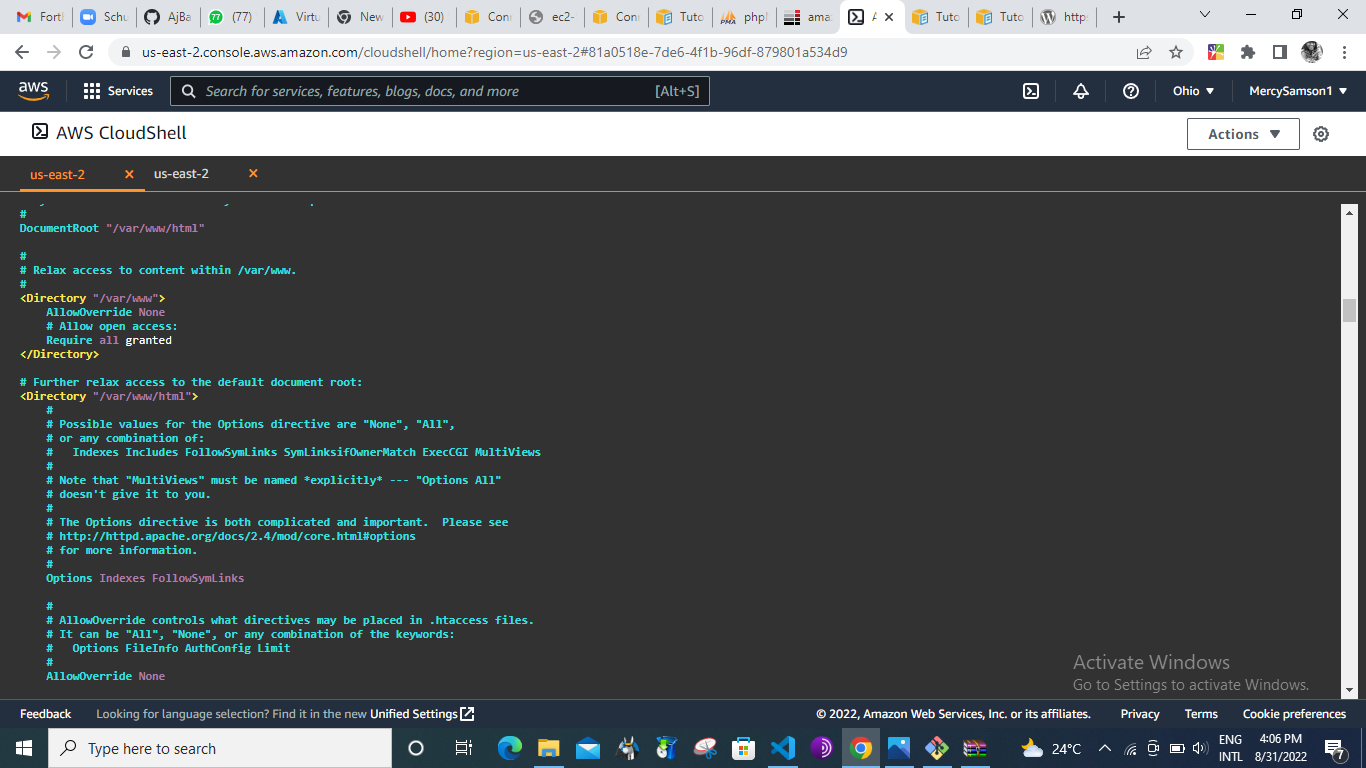 Forth
Schu
AjBa
(77)
Virtu
New
(30)
Conn
ec2-
Conn
Tuto
php
ama
Tuto
Tuto
http
us-east-2.console.aws.amazon.com/cloudshell/home?region=us-east-2#81a0518e-7de6-4f1b-96df-879801a534d9
aws
Services
Search for services, features, blogs, docs, and more
[Alt+S]
Ohio
MercySamson1
AWS CloudShell
Actions
us-east-2
us-east-2
#
DocumentRoot "/var/www/html"
#
# Relax access to content within /var/www.
#
<Directory "/var/www">
AllowOverride None
# Allow open access:
Require all granted
</Directory>
# Further relax access to the default document root:
<Directory "/var/www/html">
#
# Possible values for the Options directive are "None", "All",
# or any combination of:
#   Indexes Includes FollowSymLinks SymLinksifOwnerMatch ExecCGI MultiViews
#
# Note that "MultiViews" must be named *explicitly* --- "Options All"
# doesn't give it to you.
#
# The Options directive is both complicated and important.  Please see
# http://httpd.apache.org/docs/2.4/mod/core.html#options
# for more information.
#
Options Indexes FollowSymLinks
#
# AllowOverride controls what directives may be placed in .htaccess files.
# It can be "All", "None", or any combination of the keywords:
#   Options FileInfo AuthConfig Limit
#
AllowOverride None
Activate Windows
Go to Settings to activate Windows.
Feedback
Looking for language selection? Find it in the new Unified Settings
© 2022, Amazon Web Services, Inc. or its affiliates.
Privacy
Terms
Cookie preferences
Type here to search
24°C
ENG
INTL
4:06 PM
8/31/2022
7